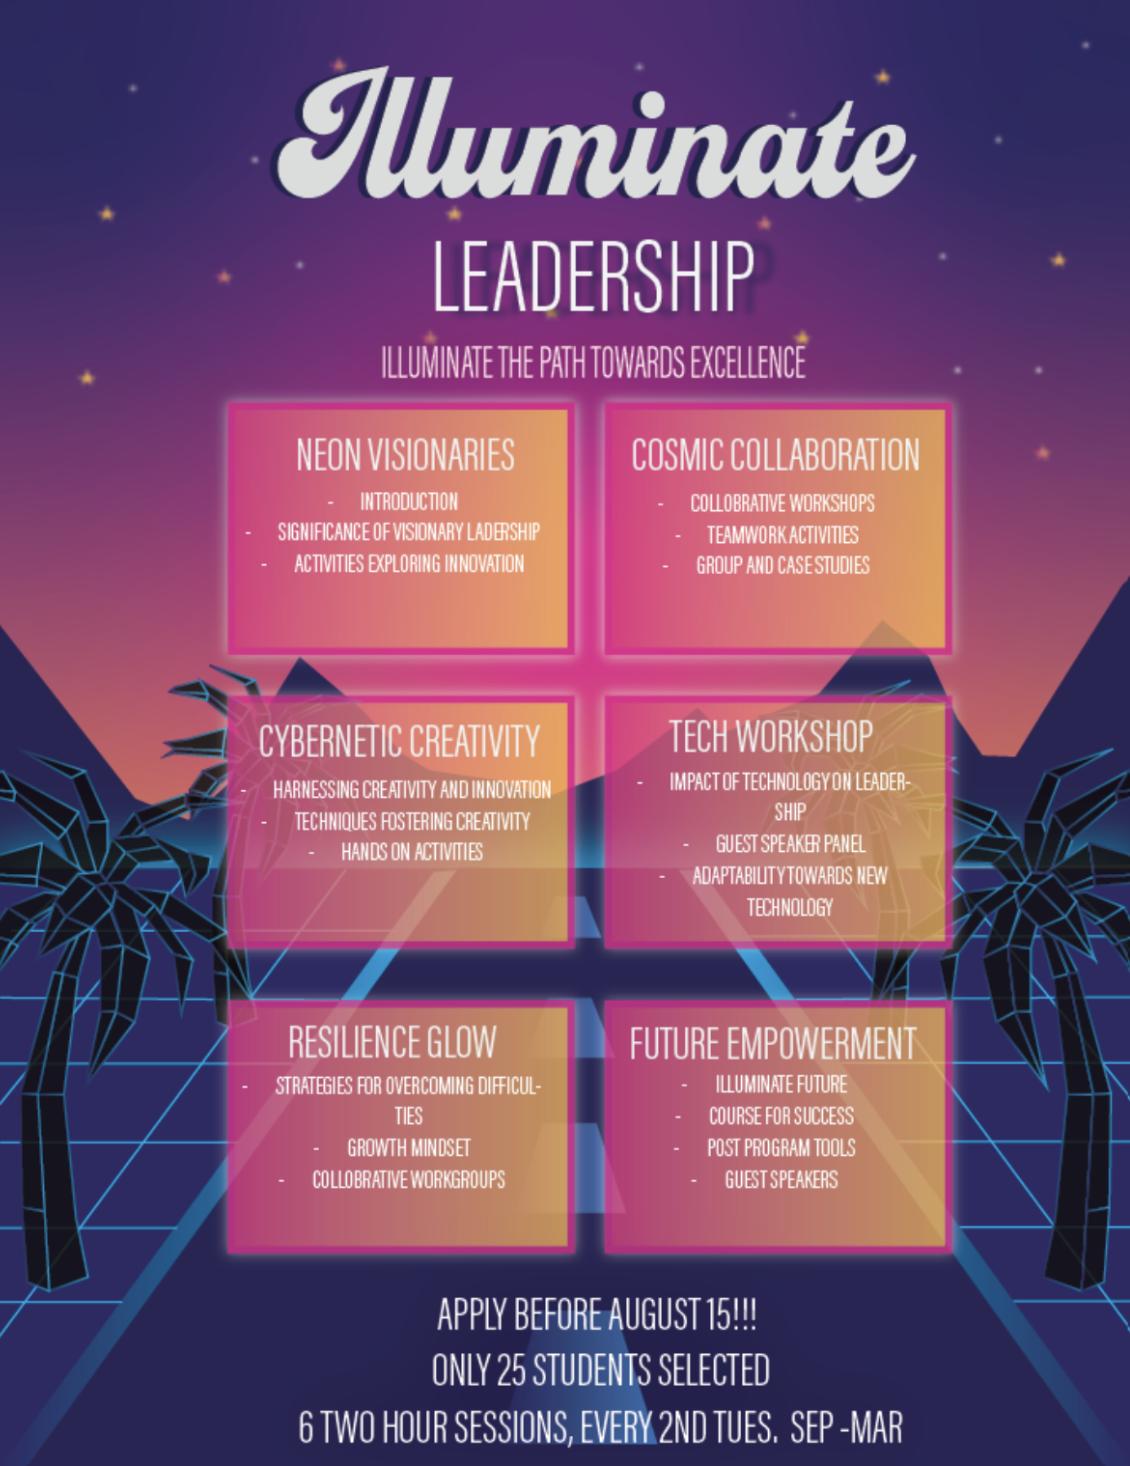 Illuminate
LEADERSHIP
ILLUMINATE THE PATH TOWARDS EXCELLENCE
NEON VISIONARIES
- INTRODUCTION
- SIGNIFICANCE OF VISIONARY LADERSHIP
- ACTIVITIES EXPLORING INNOVATION
COSMIC COLLABORATION
- COLLOBRATIVE WORKSHOPS
- TEAMWORK ACTIVITIES
- GROUP AND CASE STUDIES
CYBERNETIC CREATIVITY
- HARNESSING CREATIVITY AND INNOVATION
- TECHNIQUES FOSTERING CREATIVITY
- HANDS ON ACTIVITIES
TECH WORKSHOP
- IMPACT OF TECHNOLOGY ON LEADER-
SHIP
- GUEST SPEAKER PANEL
- ADAPTABILITY TOWARDS NEW
TECHNOLOGY
RESILIENCE GLOW
- STRATEGIES FOR OVERCOMING DIFFICUL-
TIES
- GROWTH MINDSET
- COLLOBRATIVE WORKGROUPS
FUTURE EMPOWERMENT
- ILLUMINATE FUTURE
- COURSE FOR SUCCESS
- POST PROGRAM TOOLS
- GUEST SPEAKERS
APPLY BEFORE AUGUST 15!!!
ONLY 25 STUDENTS SELECTED
6 TWO HOUR SESSIONS, EVERY 2ND TUES. SEP -MAR